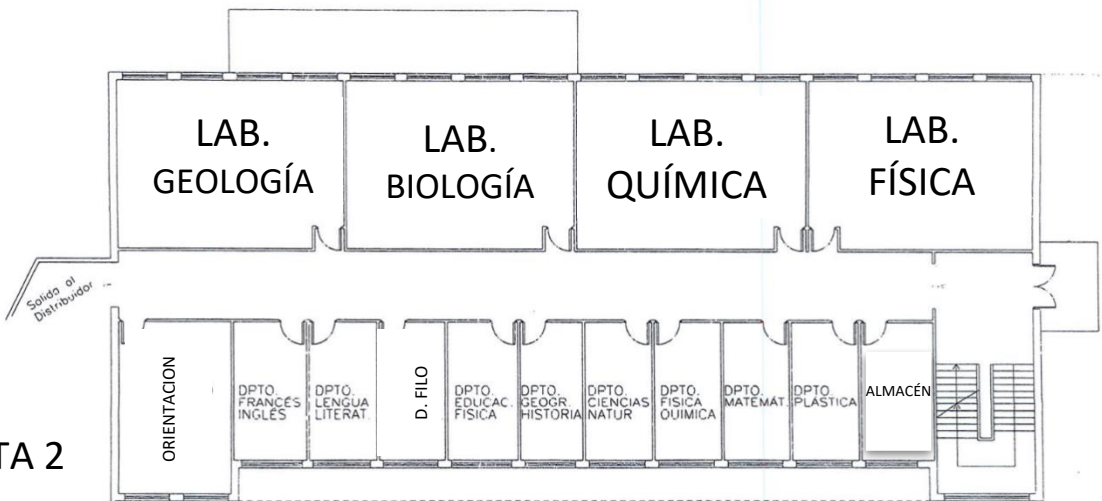 LAB.
GEOLOGÍA
LAB.
BIOLOGÍA
LAB.
QUÍMICA
LAB.
FÍSICA
Salida al
Distribuidor
ORIENTACION
DPTO.
FRANCÉS
INGLÉS
DPTO.
LENGUA
LITERAT.
D. FILO
DPTO.
EDUCAC.
FISICA
DPTO.
GEOGR.
HISTORIA
DPTO.
CIENCIAS
NATUR
DPTO.
FISICA
QUIMICA
DPTO.
MATEMÁT.
DPTO.
PLASTICA
ALMACÉN
TA 2